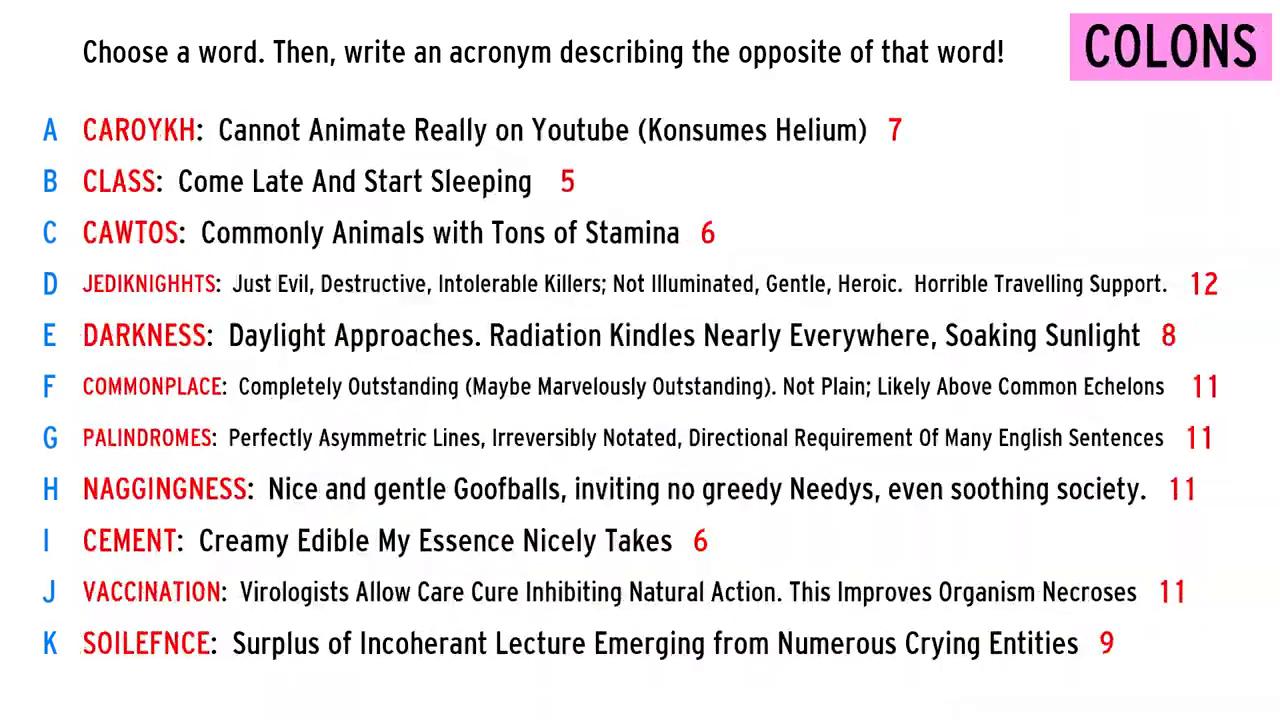 Choose a word. Then, write an acronym describing the opposite of that word!
COLONS
A CAROYKH: Cannot Animate Really on Youtube (Konsumes Helium) 7
B CLASS: Come Late And Start Sleeping 5
C CAWTOS: Commonly Animals with Tons of Stamina 6
D JEDIKNIGHHTS: Just Evil, Destructive, Intolerable Killers; Not Illuminated, Gentle, Heroic. Horrible Travelling Support. 12
E DARKNESS: Daylight Approaches. Radiation Kindles Nearly Everywhere, Soaking Sunlight 8
F COMMONPLACE: Completely Outstanding (Maybe Marvelously Outstanding). Not Plain; Likely Above Common Echelons 11
G PALINDROMES: Perfectly Asymmetric Lines, Irreversibly Notated, Directional Requirement Of Many English Sentences 11
H NAGGINGNESS: Nice and gentle Goofballs, inviting no greedy Needys, even soothing society. 11
I CEMENT: Creamy Edible My Essence Nicely Takes 6
J VACCINATION: Virologists Allow Care Cure Inhibiting Natural Action. This Improves Organism Necroses 11
K SOILEFNCE: Surplus of Incoherant Lecture Emerging from Numerous Crying Entities 9